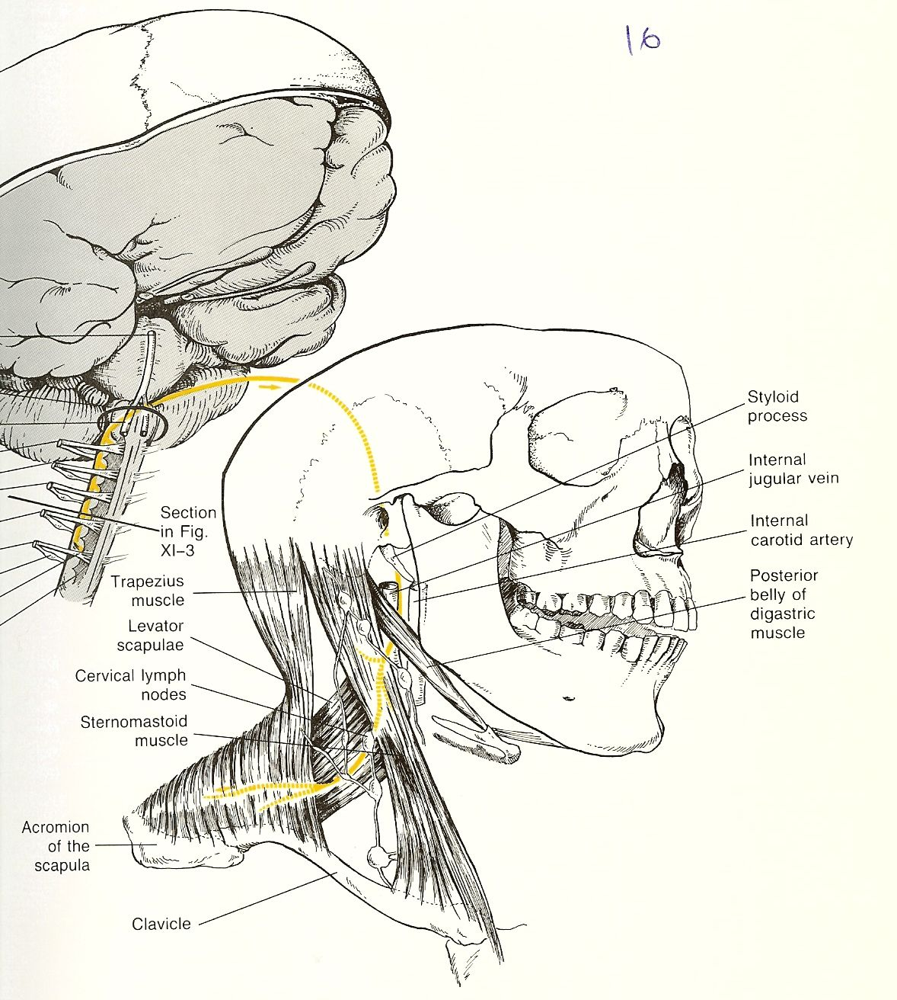 16
Styloid
process
Internal
jugular vein
Internal
carotid artery
Posterior
belly of
digastric
muscle
Section
in Fig.
XI–3
Trapezius
muscle
Levator
scapulae
Cervical lymph
nodes
Sternomastoid
muscle
Acromion
of the
scapula
Clavicle